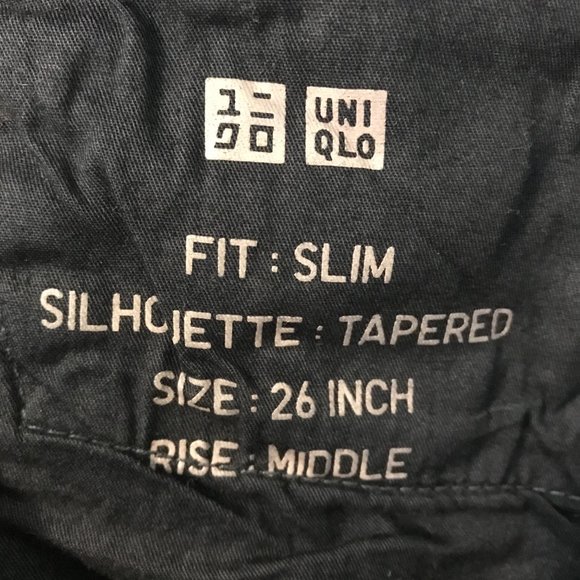 ユニ UNI
クロ QLO
FIT : SLIM
SILHOUETTE : TAPERED
SIZE : 26 INCH
RISE : MIDDLE